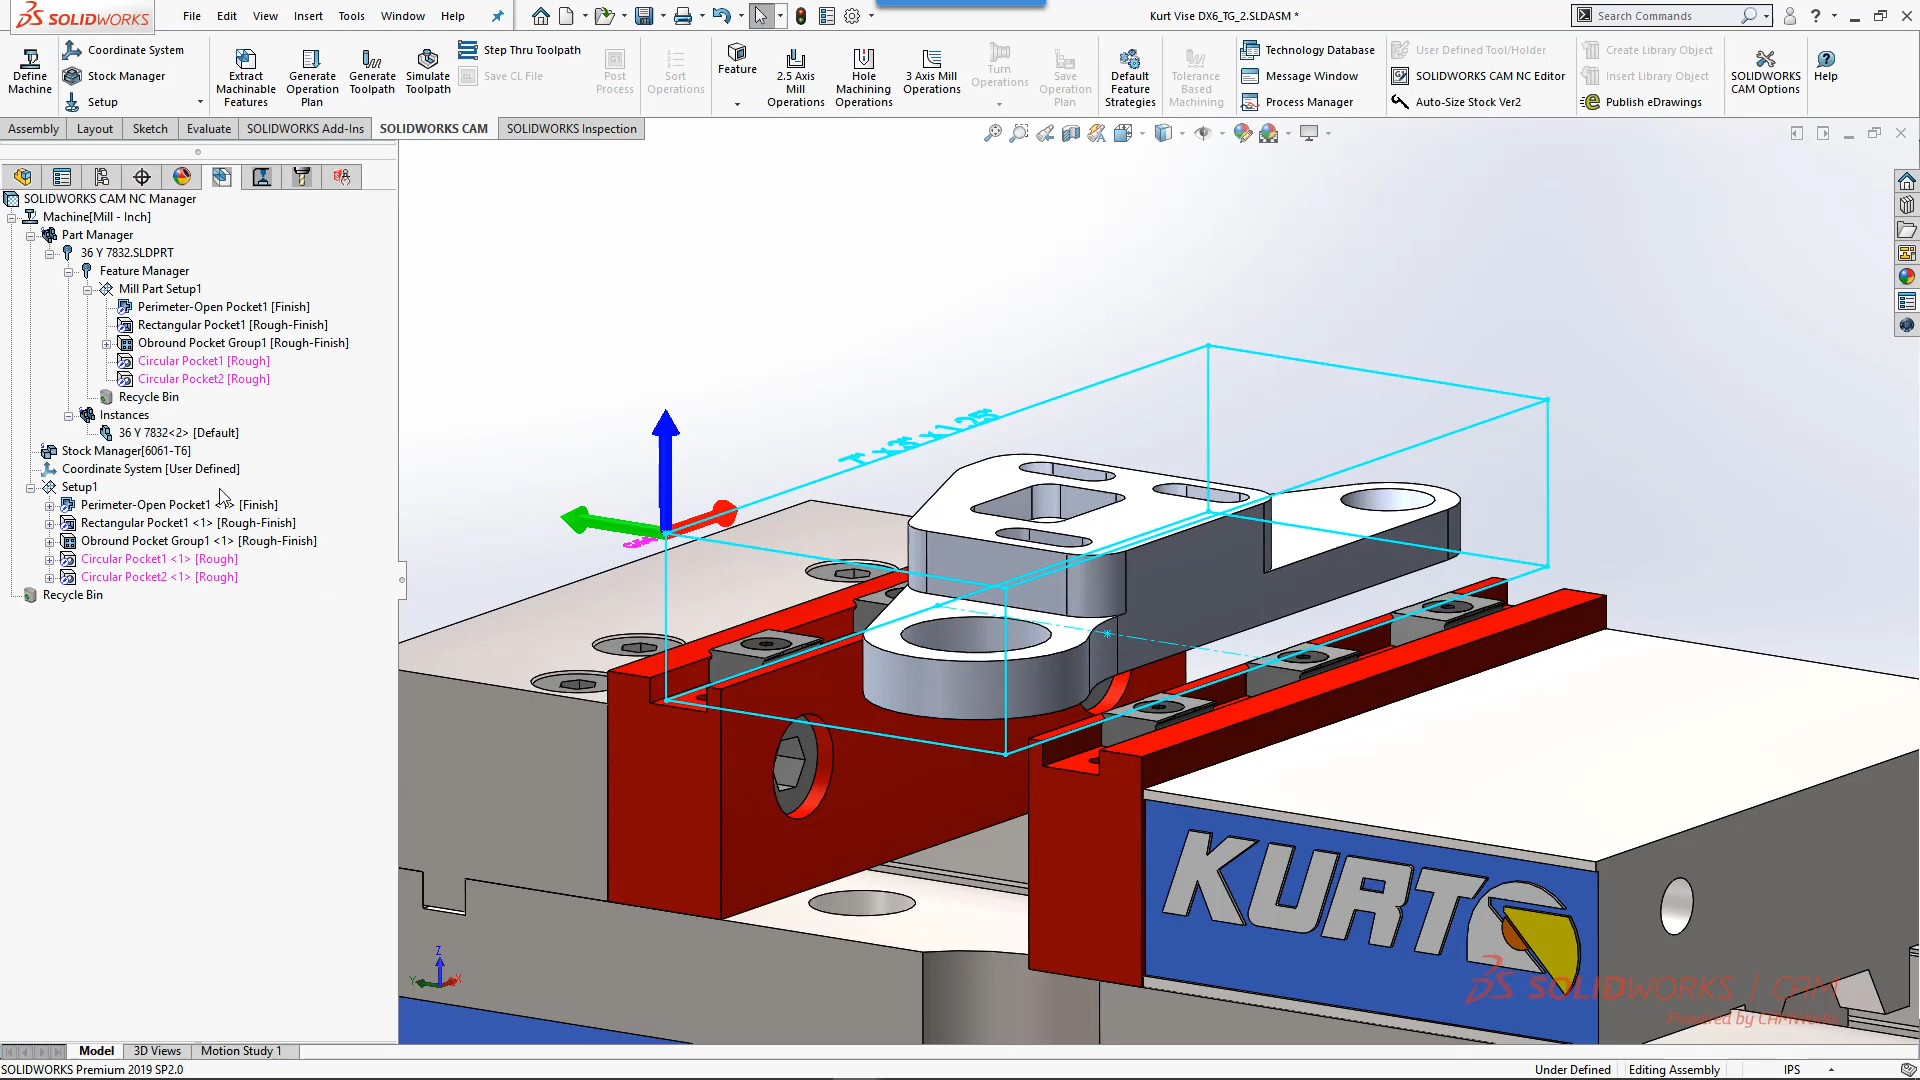 SOLIDWORKS
File Edit View Insert Tools Window Help
Kurt Vise DX6_TG_2.SLDASM *
Search Commands
Define Machine
Coordinate System
Stock Manager
Setup
Extract Machinable Features
Generate Operation Plan
Generate Toolpath
Simulate Toolpath
Step Thru Toolpath
Save CL File
Post Process
Sort Operations
Feature
2.5 Axis Mill Operations
Hole Machining Operations
3 Axis Mill Operations
Turn Operations
Save Operation Plan
Default Feature Strategies
Tolerance Based Machining
Technology Database
Message Window
Process Manager
User Defined Tool/Holder
SOLIDWORKS CAM NC Editor
Auto-Size Stock Ver2
Create Library Object
Insert Library Object
Publish eDrawings
SOLIDWORKS CAM Options
Help
Assembly Layout Sketch Evaluate SOLIDWORKS Add-Ins SOLIDWORKS CAM SOLIDWORKS Inspection
SOLIDWORKS CAM NC Manager
Machine[Mill - Inch]
Part Manager
36 Y 7832.SLDPRT
Feature Manager
Mill Part Setup1
Perimeter-Open Pocket1 [Finish]
Rectangular Pocket1 [Rough-Finish]
Obround Pocket Group1 [Rough-Finish]
Circular Pocket1 [Rough]
Circular Pocket2 [Rough]
Recycle Bin
Instances
36 Y 7832<2> [Default]
Stock Manager[6061-T6]
Coordinate System [User Defined]
Setup1
Perimeter-Open Pocket1 [Finish]
Rectangular Pocket1 <1> [Rough-Finish]
Obround Pocket Group1 <1> [Rough-Finish]
Circular Pocket1 <1> [Rough]
Circular Pocket2 <1> [Rough]
Recycle Bin
KURT
SOLIDWORKS | CAM
Powered by CAMWorks
Z
Y
X
Model 3D Views Motion Study 1
SOLIDWORKS Premium 2019 SP2.0
Under Defined Editing Assembly IPS